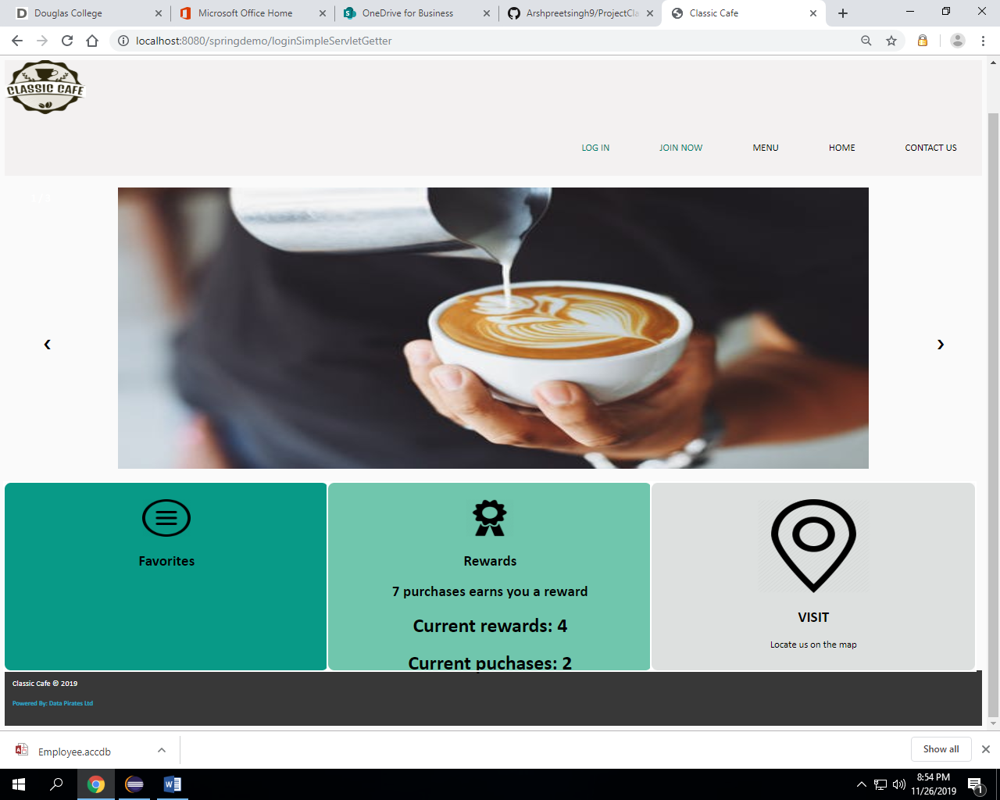 Douglas College
Microsoft Office Home
OneDrive for Business
Arshpreetsingh9/ProjectCla
Classic Cafe
localhost:8080/springdemo/loginSimpleServletGetter
CLASSIC CAFE
LOG IN
JOIN NOW
MENU
HOME
CONTACT US
Favorites
Rewards
7 purchases earns you a reward
Current rewards: 4
Current puchases: 2
VISIT
Locate us on the map
Classic Cafe © 2019
Powered By: Data Pirates Ltd
Employee.accdb
Show all
8:54 PM
11/26/2019
1